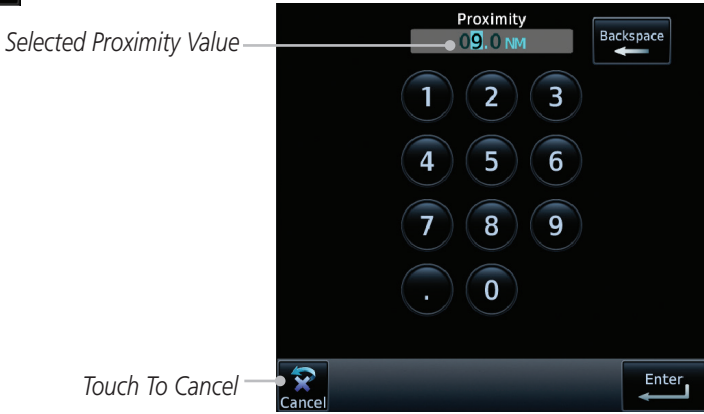 Proximity
Selected Proximity Value
09.0 NM
Backspace
1 2 3
4 5 6
7 8 9
. 0
Touch To Cancel
Cancel
Enter